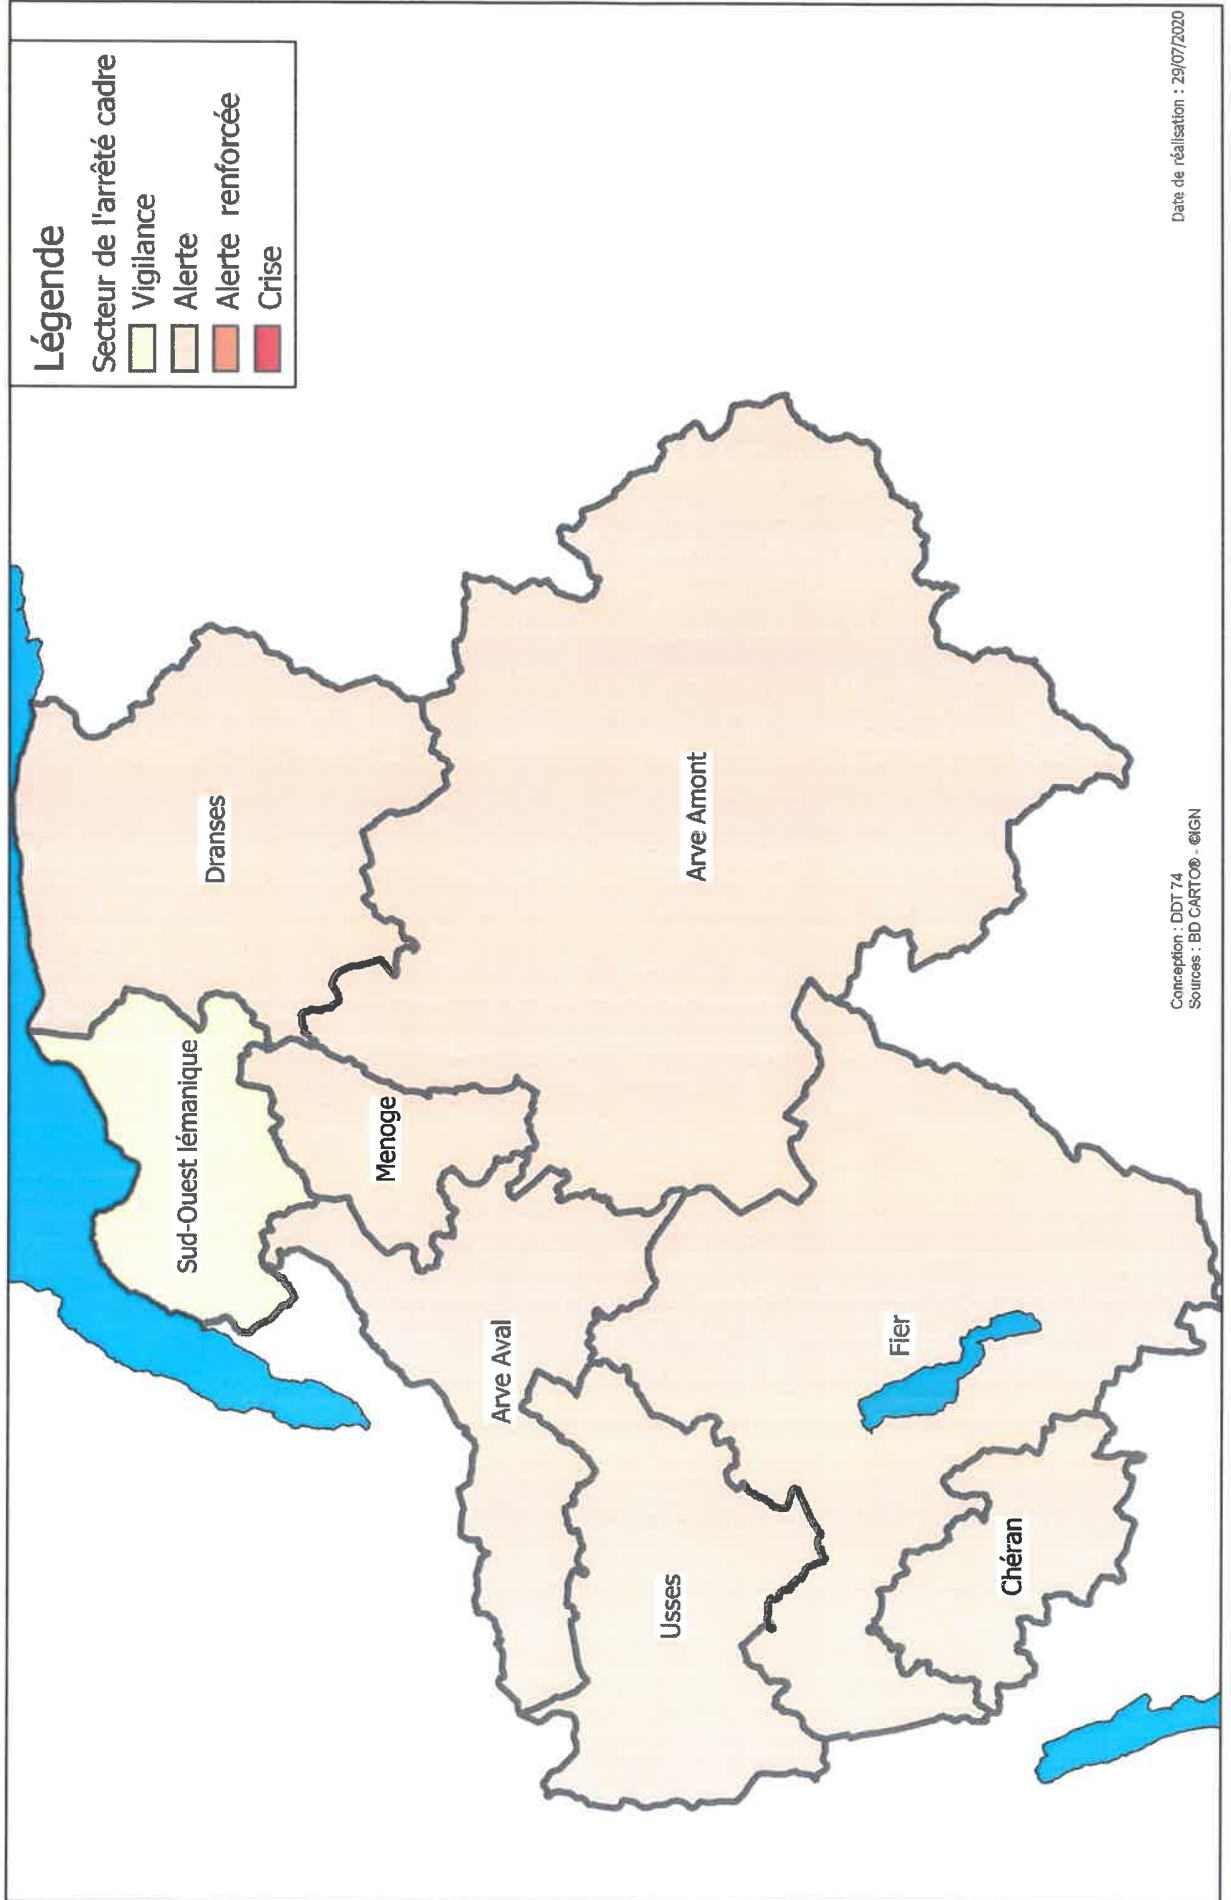 Légende
Secteur de l'arrêté cadre
Vigilance
Alerte
Alerte renforcée
Crise
Dranses
Sud-Ouest lémanique
Menoge
Arve Amont
Arve Aval
Fier
Usses
Chéran
Conception : DDT 74
Sources : BD CARTO® - ©IGN
Date de réalisation : 29/07/2020